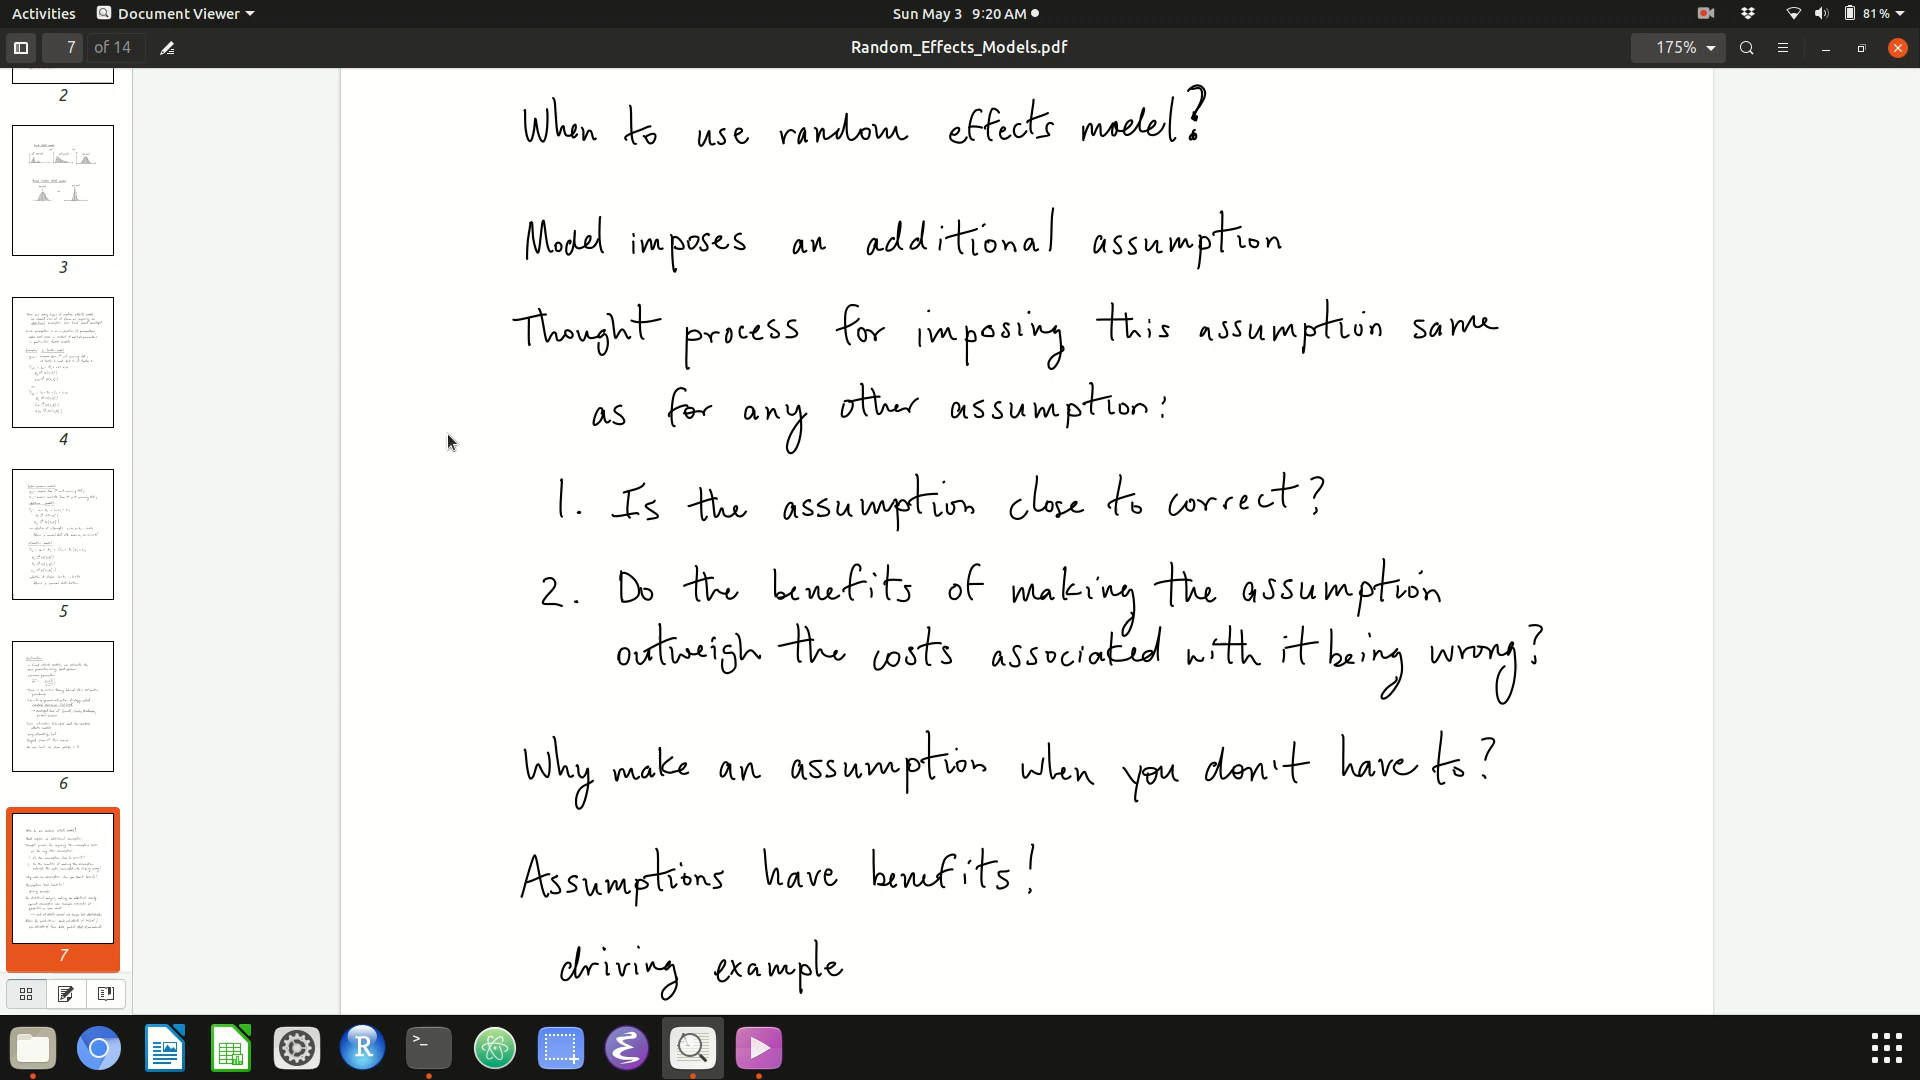 Activities Document Viewer Sun May 3 9:20 AM 81%
7 of 14 Random_Effects_Models.pdf 175%
2
3
4
5
6
7
When to use random effects model?
Model imposes an additional assumption
Thought process for imposing this assumption same
as for any other assumption:
1. Is the assumption close to correct?
2. Do the benefits of making the assumption
outweigh the costs associated with it being wrong?
Why make an assumption when you don't have to?
Assumptions have benefits!
driving example